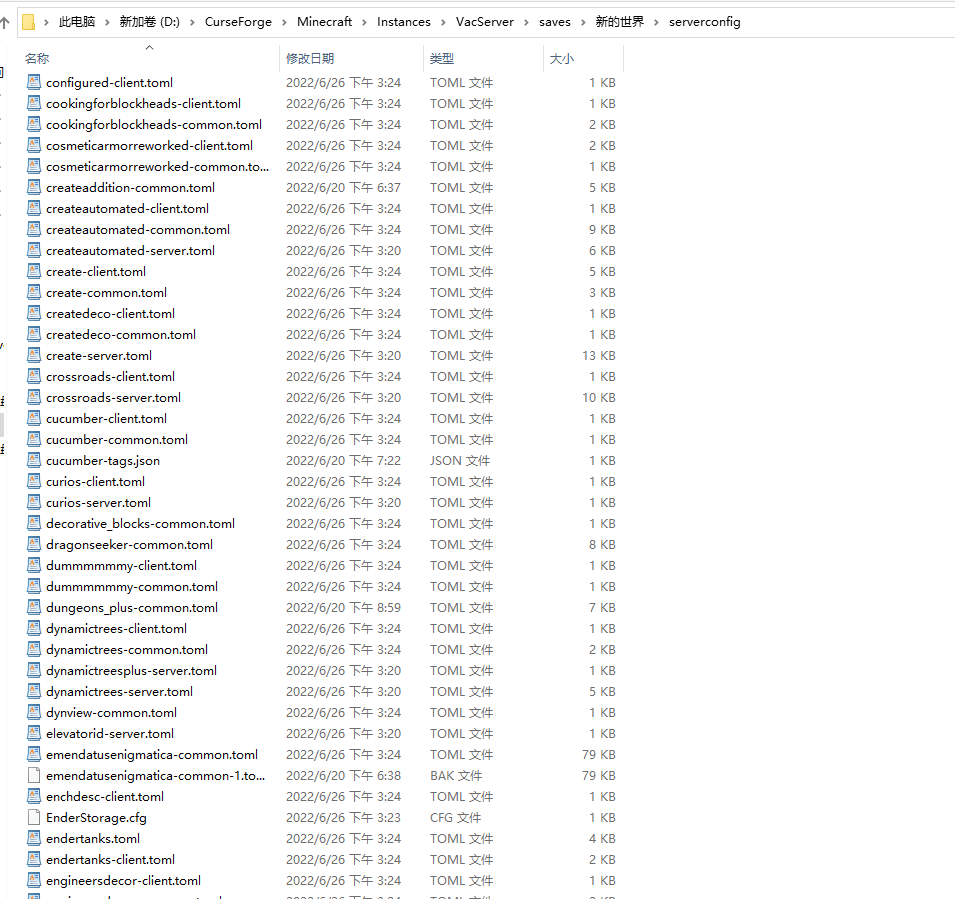 此电脑 › 新加卷 (D:) › CurseForge › Minecraft › Instances › VacServer › saves › 新的世界 › serverconfig
名称 修改日期 类型 大小
configured-client.toml 2022/6/26 下午 3:24 TOML 文件 1 KB
cookingforblockheads-client.toml 2022/6/26 下午 3:24 TOML 文件 1 KB
cookingforblockheads-common.toml 2022/6/26 下午 3:24 TOML 文件 2 KB
cosmeticarmorreworked-client.toml 2022/6/26 下午 3:24 TOML 文件 2 KB
cosmeticarmorreworked-common.to... 2022/6/26 下午 3:24 TOML 文件 1 KB
createaddition-common.toml 2022/6/20 下午 6:37 TOML 文件 5 KB
createautomated-client.toml 2022/6/26 下午 3:24 TOML 文件 1 KB
createautomated-common.toml 2022/6/26 下午 3:24 TOML 文件 9 KB
createautomated-server.toml 2022/6/26 下午 3:20 TOML 文件 6 KB
create-client.toml 2022/6/26 下午 3:24 TOML 文件 5 KB
create-common.toml 2022/6/26 下午 3:24 TOML 文件 3 KB
createdeco-client.toml 2022/6/26 下午 3:24 TOML 文件 1 KB
createdeco-common.toml 2022/6/26 下午 3:24 TOML 文件 1 KB
create-server.toml 2022/6/26 下午 3:20 TOML 文件 13 KB
crossroads-client.toml 2022/6/26 下午 3:24 TOML 文件 1 KB
crossroads-server.toml 2022/6/26 下午 3:20 TOML 文件 10 KB
cucumber-client.toml 2022/6/26 下午 3:24 TOML 文件 1 KB
cucumber-common.toml 2022/6/26 下午 3:24 TOML 文件 1 KB
cucumber-tags.json 2022/6/20 下午 7:22 JSON 文件 1 KB
curios-client.toml 2022/6/26 下午 3:24 TOML 文件 1 KB
curios-server.toml 2022/6/26 下午 3:20 TOML 文件 1 KB
decorative_blocks-common.toml 2022/6/26 下午 3:24 TOML 文件 1 KB
dragonseeker-common.toml 2022/6/26 下午 3:24 TOML 文件 8 KB
dummmmmmy-client.toml 2022/6/26 下午 3:24 TOML 文件 1 KB
dummmmmmy-common.toml 2022/6/26 下午 3:24 TOML 文件 1 KB
dungeons_plus-common.toml 2022/6/20 下午 8:59 TOML 文件 7 KB
dynamictrees-client.toml 2022/6/26 下午 3:24 TOML 文件 1 KB
dynamictrees-common.toml 2022/6/26 下午 3:24 TOML 文件 2 KB
dynamictreesplus-server.toml 2022/6/26 下午 3:20 TOML 文件 1 KB
dynamictrees-server.toml 2022/6/26 下午 3:20 TOML 文件 5 KB
dynview-common.toml 2022/6/26 下午 3:24 TOML 文件 1 KB
elevatorid-server.toml 2022/6/26 下午 3:20 TOML 文件 1 KB
emendatusenigmatica-common.toml 2022/6/26 下午 3:24 TOML 文件 79 KB
emendatusenigmatica-common-1.to... 2022/6/20 下午 6:38 BAK 文件 79 KB
enchdesc-client.toml 2022/6/26 下午 3:24 TOML 文件 1 KB
EnderStorage.cfg 2022/6/26 下午 3:23 CFG 文件 1 KB
endertanks.toml 2022/6/26 下午 3:24 TOML 文件 4 KB
endertanks-client.toml 2022/6/26 下午 3:24 TOML 文件 2 KB
engineersdecor-client.toml 2022/6/26 下午 3:24 TOML 文件 1 KB